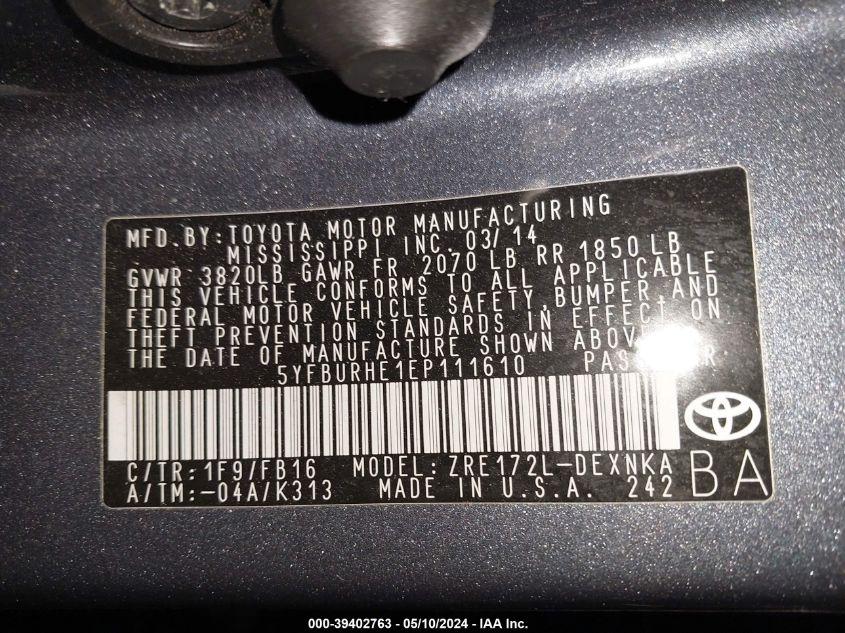 MFD.BY:TOYOTA MOTOR MANUFACTURING
MISSISSIPPI INC. 03/14
GVWR 3820LB GAWR FR 2070 LB RR 1850 LB
THIS VEHICLE CONFORMS TO ALL APPLICABLE
FEDERAL MOTOR VEHICLE SAFETY,BUMPER,AND
THEFT PREVENTION STANDARDS IN EFFECT ON
THE DATE OF MANUFACTURE SHOWN ABOVE
5YFBURHE1EP111610
C/TR:1F9/FB16 MODEL: ZRE172L-DEXNKA
A/TM:-04A/K313 MADE IN U.S.A. 242 BA
000-39402763 - 05/10/2024 - IAA Inc.